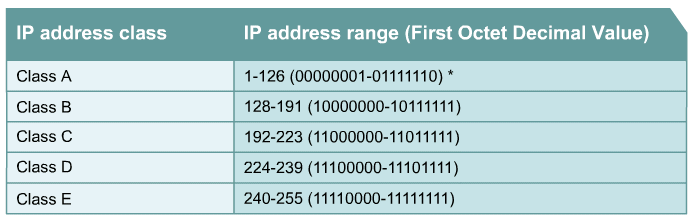 IP address class IP address range (First Octet Decimal Value)
Class A 1-126 (00000001-01111110) *
Class B 128-191 (10000000-10111111)
Class C 192-223 (11000000-11011111)
Class D 224-239 (11100000-11101111)
Class E 240-255 (11110000-11111111)